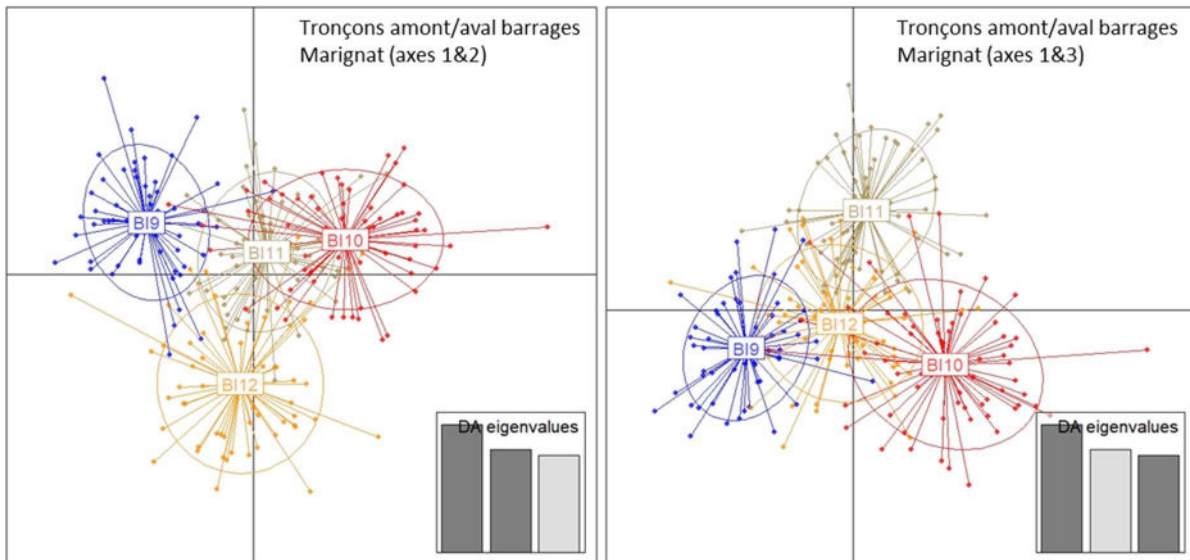 Tronçons amont/aval barrages
Marignat (axes 1&2)
BI9
BI11
BI10
BI12
DA eigenvalues
Tronçons amont/aval barrages
Marignat (axes 1&3)
BI11
BI12
BI9
BI10
DA eigenvalues